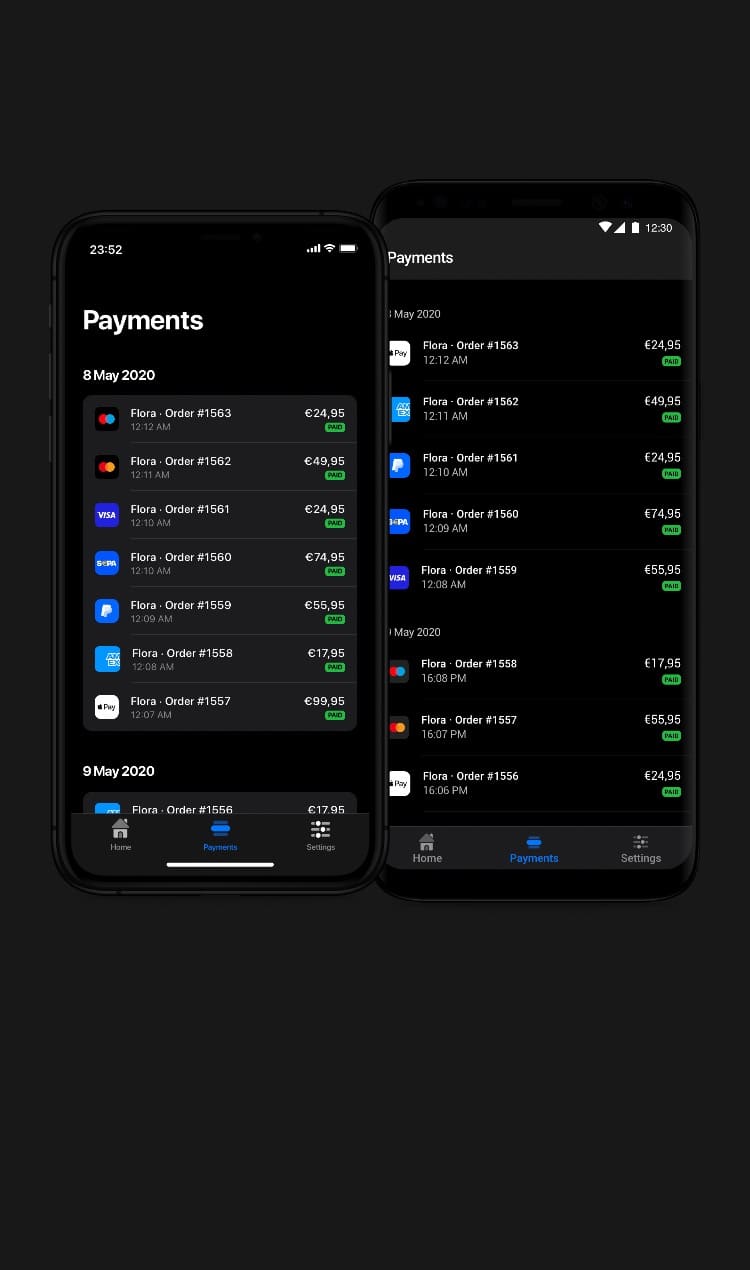 23:52
Payments
8 May 2020
Flora · Order #1563 €24,95
12:12 AM PAID
Flora · Order #1562 €49,95
12:11 AM PAID
VISA Flora · Order #1561 €24,95
12:10 AM PAID
S€PA Flora · Order #1560 €74,95
12:10 AM PAID
Flora · Order #1559 €55,95
12:09 AM PAID
AM EX Flora · Order #1558 €17,95
12:08 AM PAID
Pay Flora · Order #1557 €99,95
12:07 AM PAID
9 May 2020
Flora · Order #1556 €17,95
Home Payments Settings
12:30
Payments
May 2020
Pay Flora · Order #1563 €24,95
12:12 AM PAID
Flora · Order #1562 €49,95
12:11 AM PAID
Flora · Order #1561 €24,95
12:10 AM PAID
€PA Flora · Order #1560 €74,95
12:09 AM PAID
VISA Flora · Order #1559 €55,95
12:08 AM PAID
May 2020
Flora · Order #1558 €17,95
16:08 PM PAID
Flora · Order #1557 €55,95
16:07 PM PAID
Pay Flora · Order #1556 €24,95
16:06 PM PAID
Home Payments Settings